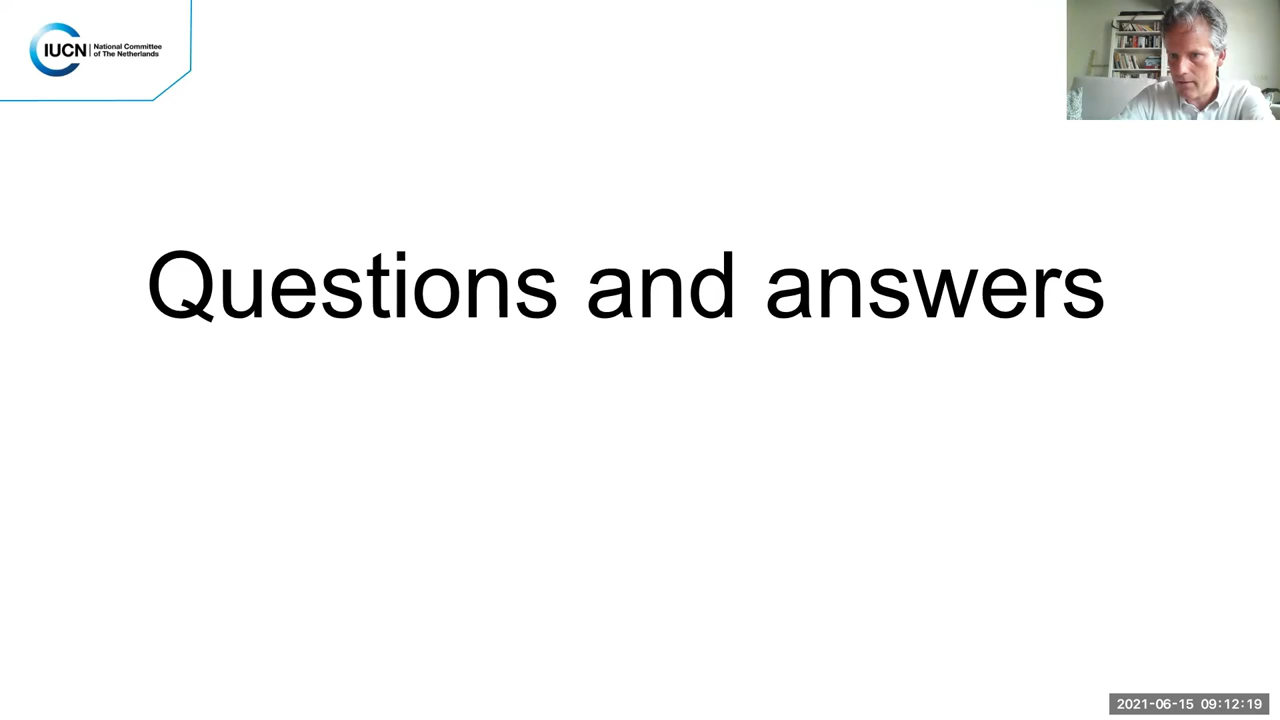 IUCN
National Committee
of The Netherlands
Questions and answers
2021-06-15 09:12:19